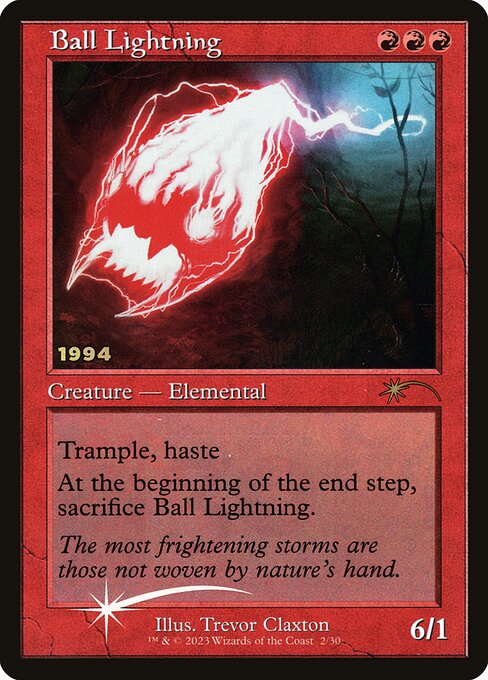 Ball Lightning
1994
Creature — Elemental
Trample, haste
At the beginning of the end step,
sacrifice Ball Lightning.
The most frightening storms are
those not woven by nature's hand.
Illus. Trevor Claxton
™ & © 2023 Wizards of the Coast 2/30
6/1